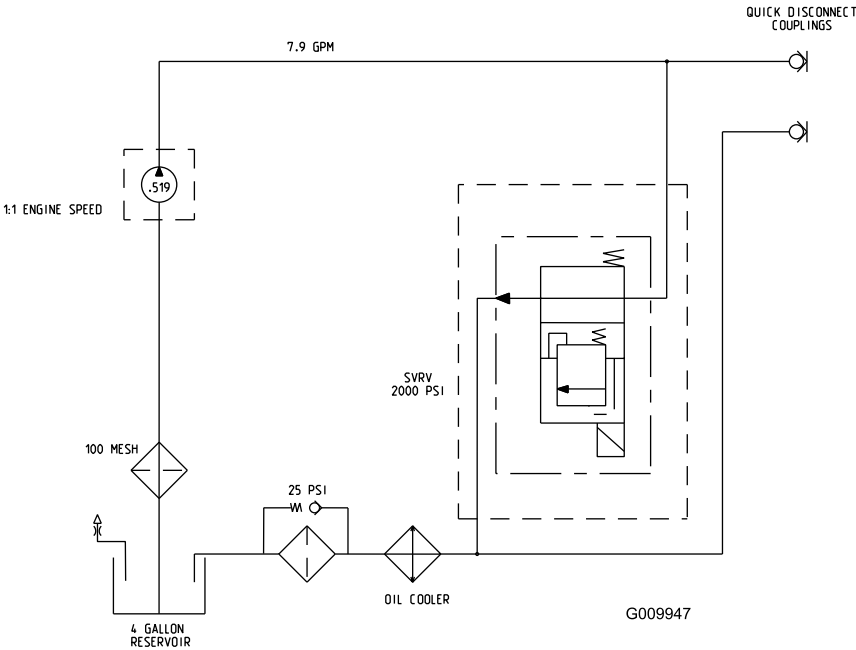 QUICK DISCONNECT
COUPLINGS
7.9 GPM
.519
1:1 ENGINE SPEED
SVRV
2000 PSI
100 MESH
25 PSI
OIL COOLER
4 GALLON
RESERVOIR
G009947